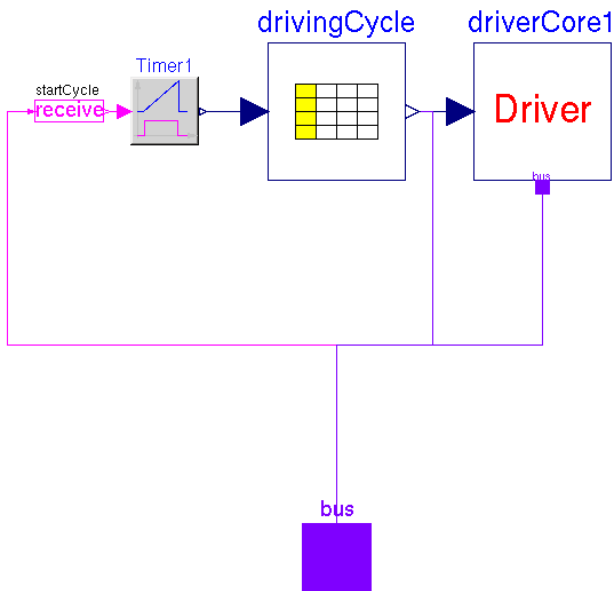 drivingCycle
driverCore1
Timer1
startCycle
receive
Driver
bus
bus